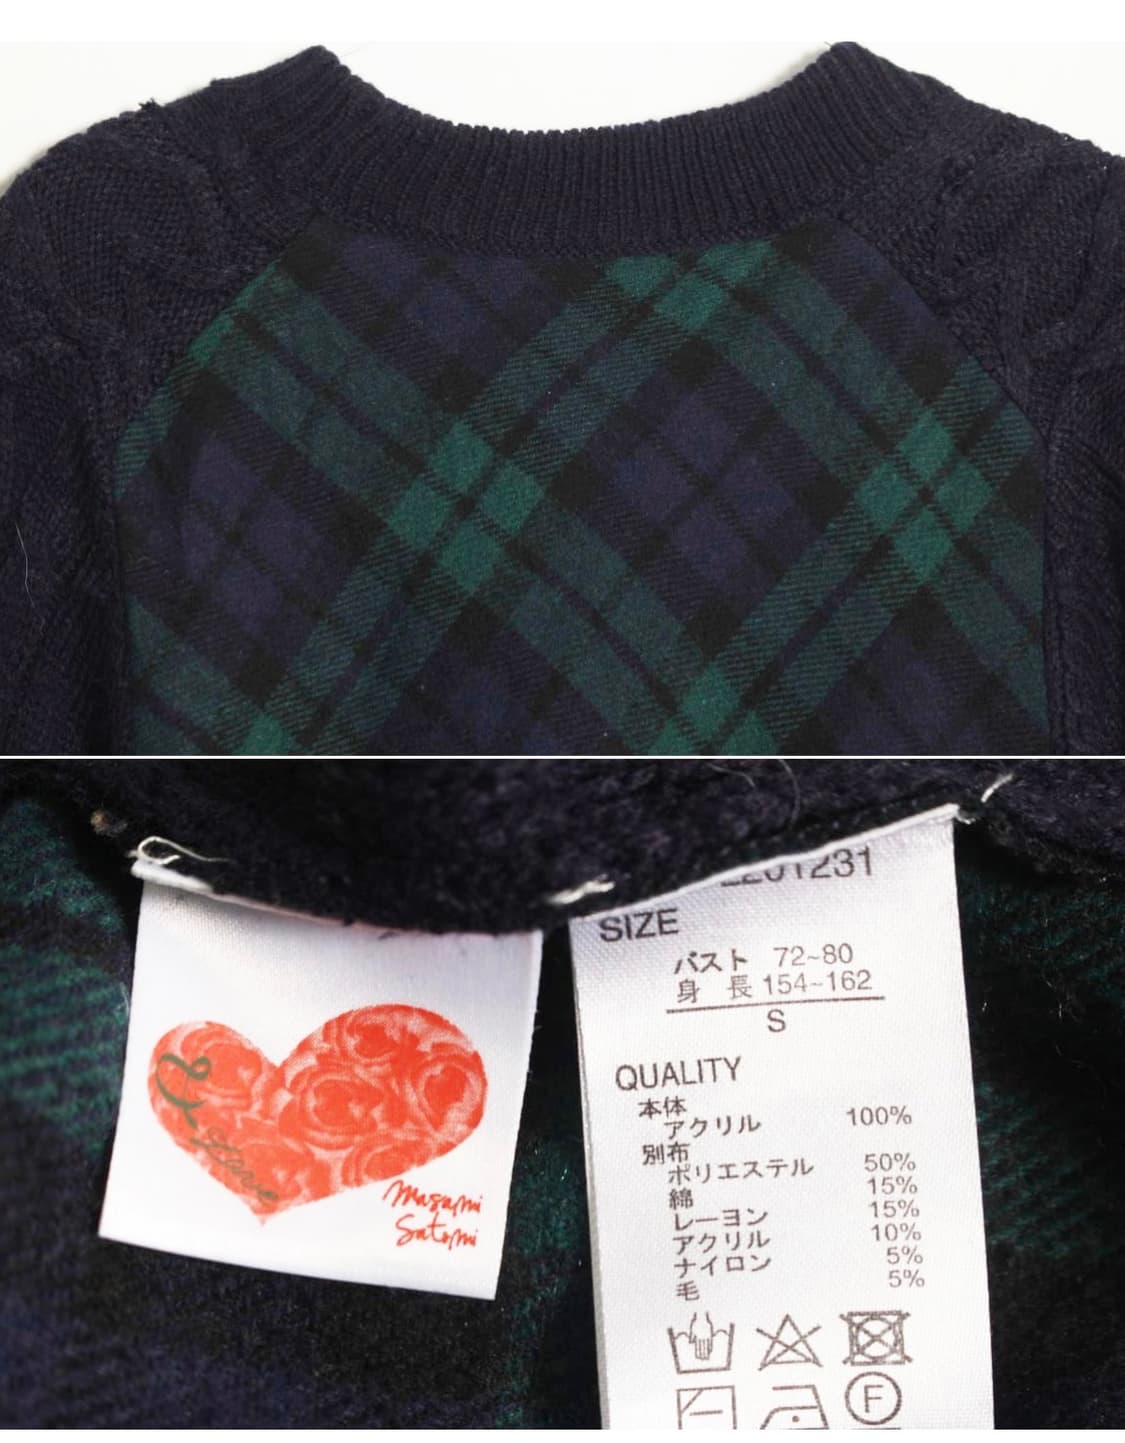 & Love
Masami
Satomi
201231
SIZE
バスト 72~80
身 長 154~162
S
QUALITY
本体
アクリル 100%
別布
ポリエステル 50%
綿 15%
レーヨン 15%
アクリル 10%
ナイロン 5%
毛 5%
F